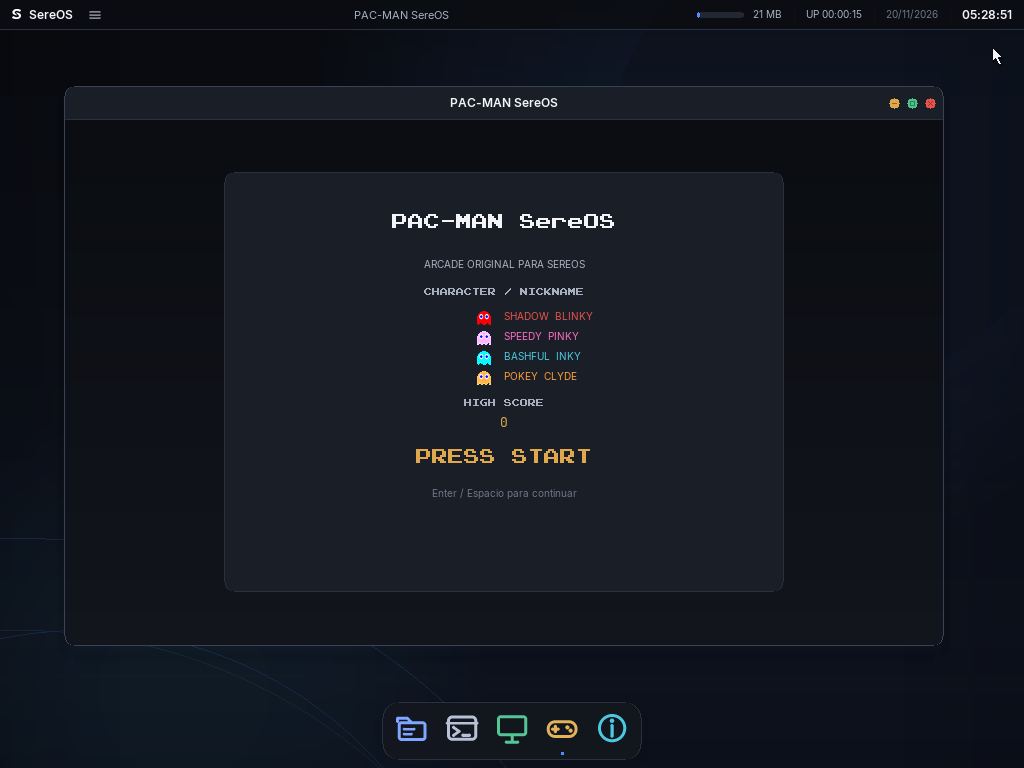 S SereOS PAC-MAN SereOS 21 MB UP 00:00:15 20/11/2026 05:28:51
PAC-MAN SereOS
PAC-MAN SereOS
ARCADE ORIGINAL PARA SEREOS
CHARACTER / NICKNAME
SHADOW BLINKY
SPEEDY PINKY
BASHFUL INKY
POKEY CLYDE
HIGH SCORE
0
PRESS START
Enter / Espacio para continuar